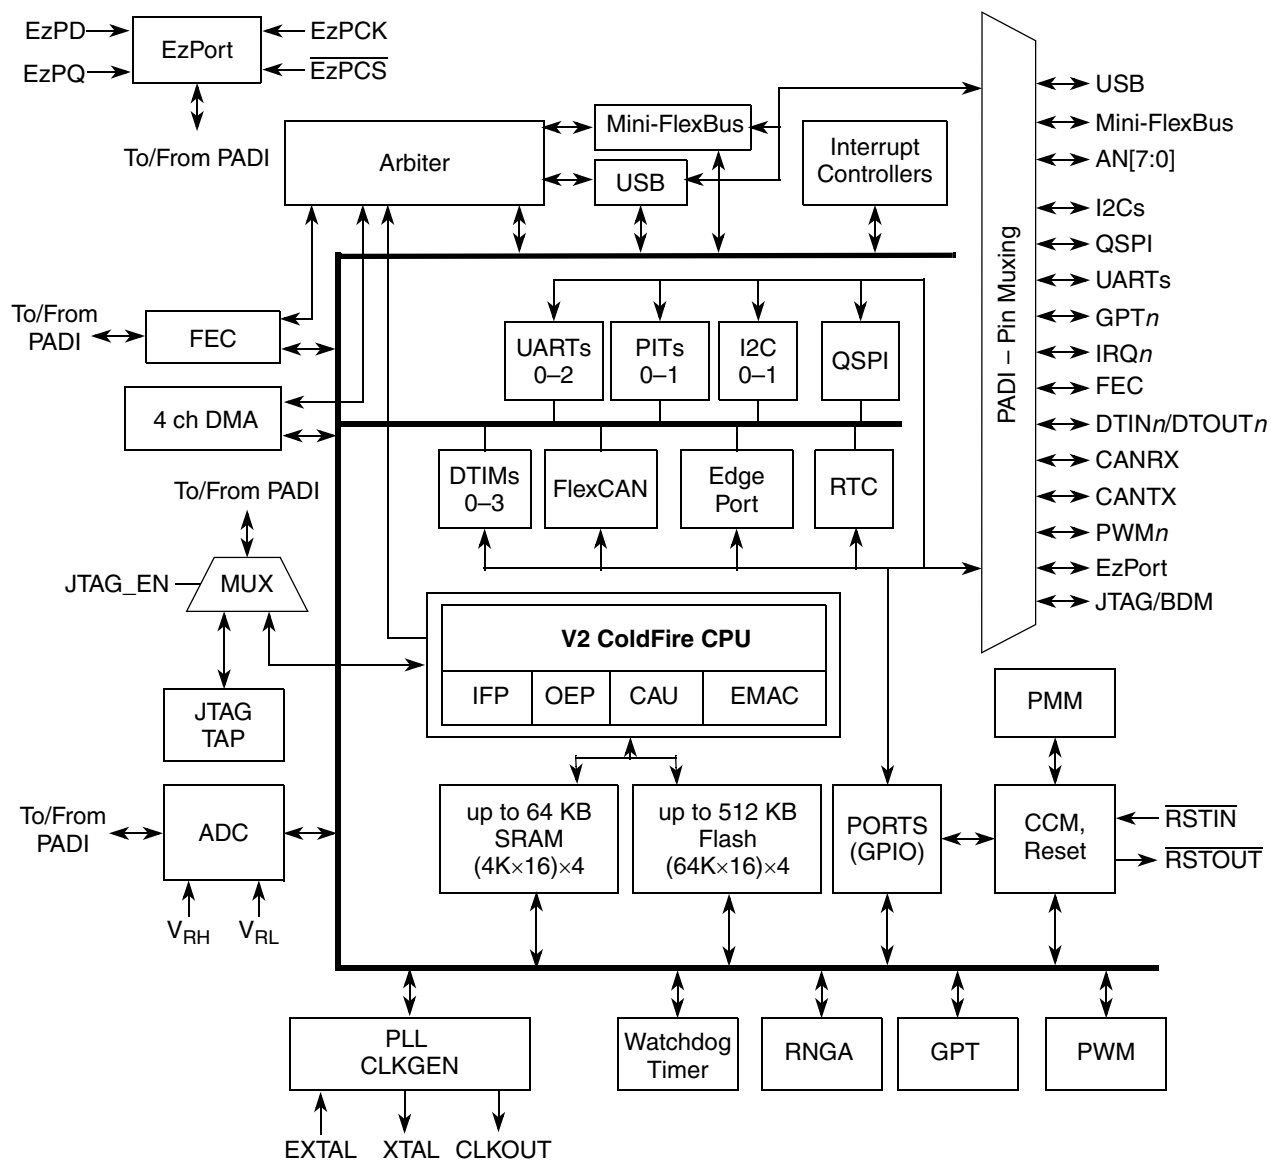 EzPD
EzPQ
EzPort
EzPCK
EzPCS
To/From PADI
Arbiter
Mini-FlexBus
USB
Interrupt
Controllers
PADI – Pin Muxing
USB
Mini-FlexBus
AN[7:0]
I2Cs
QSPI
UARTs
GPTn
IRQn
FEC
DTINn/DTOUTn
CANRX
CANTX
PWMn
EzPort
JTAG/BDM
To/From
PADI
FEC
4 ch DMA
UARTs
0–2
PITs
0–1
I2C
0–1
QSPI
DTIMs
0–3
FlexCAN
Edge
Port
RTC
To/From PADI
JTAG_EN
MUX
JTAG
TAP
V2 ColdFire CPU
IFP
OEP
CAU
EMAC
PMM
To/From
PADI
ADC
VRH
VRL
up to 64 KB
SRAM
(4K×16)×4
up to 512 KB
Flash
(64K×16)×4
PORTS
(GPIO)
CCM,
Reset
RSTIN
RSTOUT
PLL
CLKGEN
Watchdog
Timer
RNGA
GPT
PWM
EXTAL
XTAL
CLKOUT